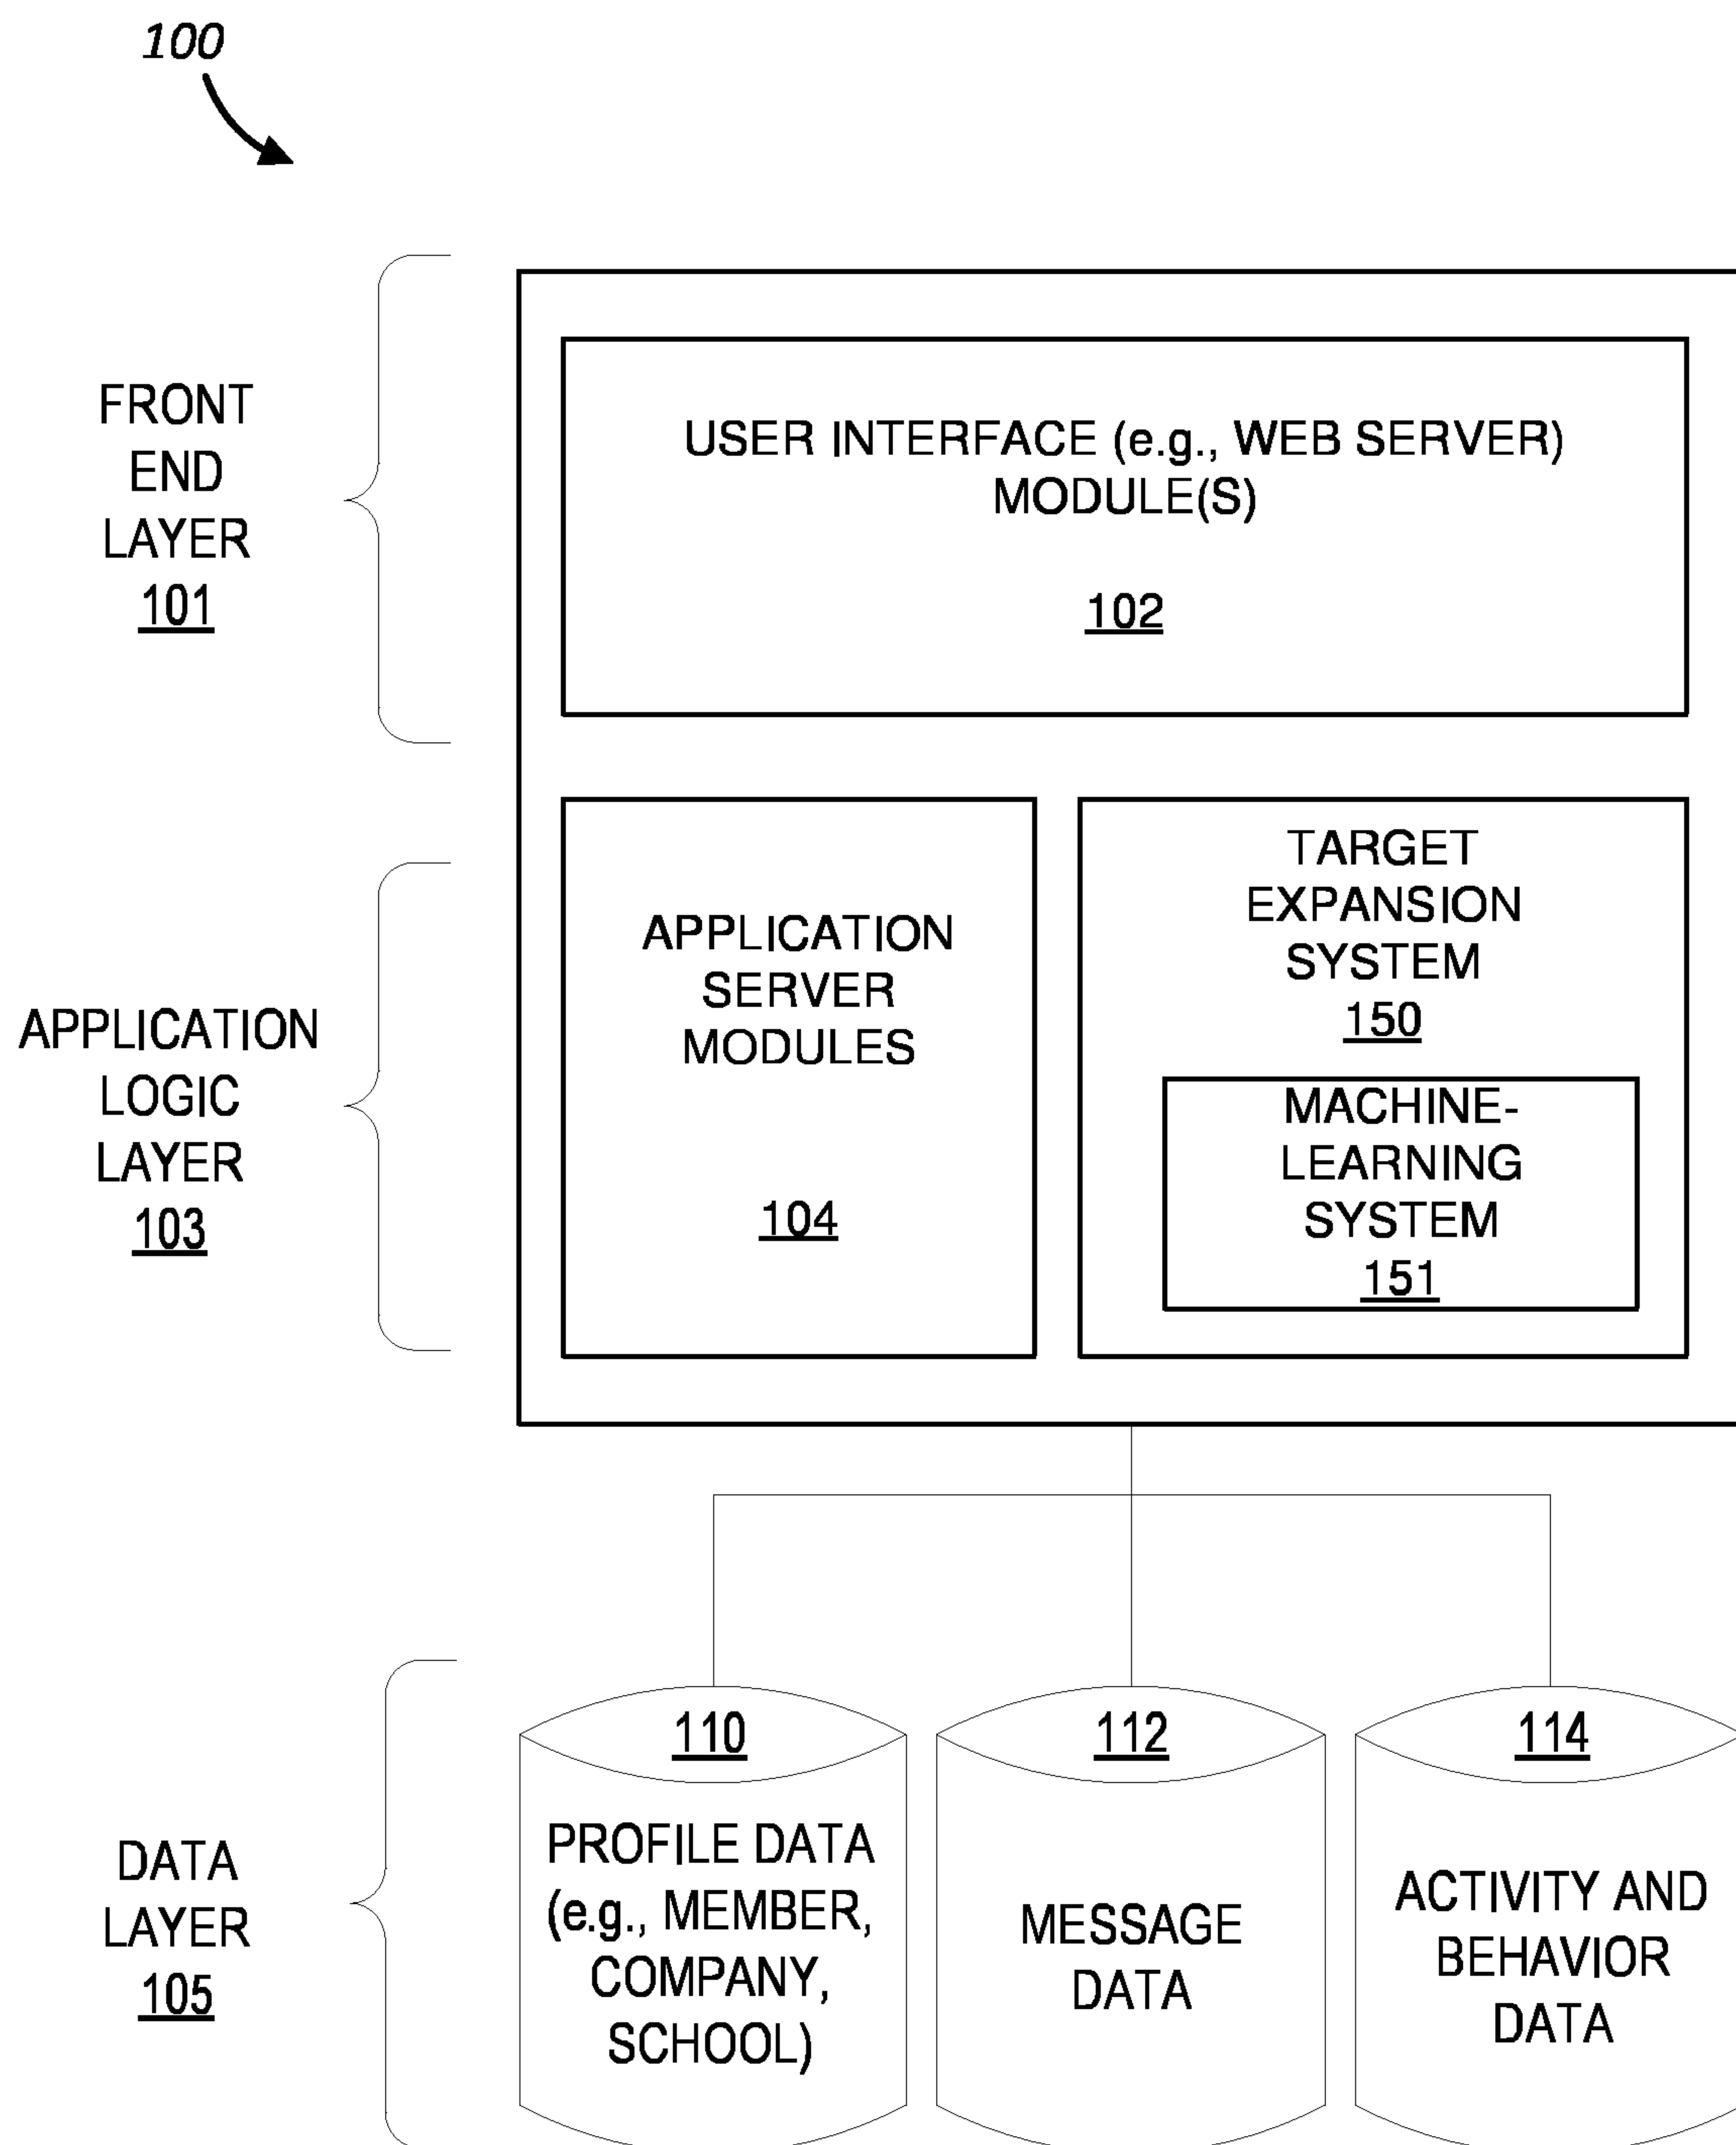 100
FRONT
END
LAYER
101
USER INTERFACE (e.g., WEB SERVER)
MODULE(S)
102
APPLICATION
LOGIC
LAYER
103
APPLICATION
SERVER
MODULES
104
TARGET
EXPANSION
SYSTEM
150
MACHINE-
LEARNING
SYSTEM
151
DATA
LAYER
105
110
PROFILE DATA
(e.g., MEMBER,
COMPANY,
SCHOOL)
112
MESSAGE
DATA
114
ACTIVITY AND
BEHAVIOR
DATA